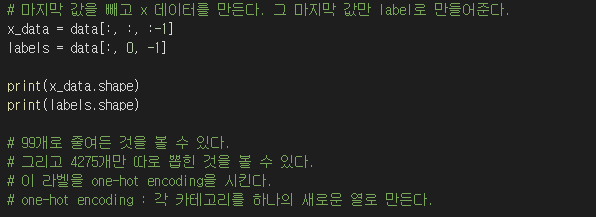 # 마지막 값을 빼고 x 데이터를 만든다. 그 마지막 값만 label로 만들어준다.
x_data = data[:, :, :-1]
labels = data[:, 0, -1]
print(x_data.shape)
print(labels.shape)
# 99개로 줄여든 것을 볼 수 있다.
# 그리고 4275개만 따로 뽑힌 것을 볼 수 있다.
# 이 라벨을 one-hot encoding을 시킨다.
# one-hot encoding : 각 카테고리를 하나의 새로운 열로 만든다.